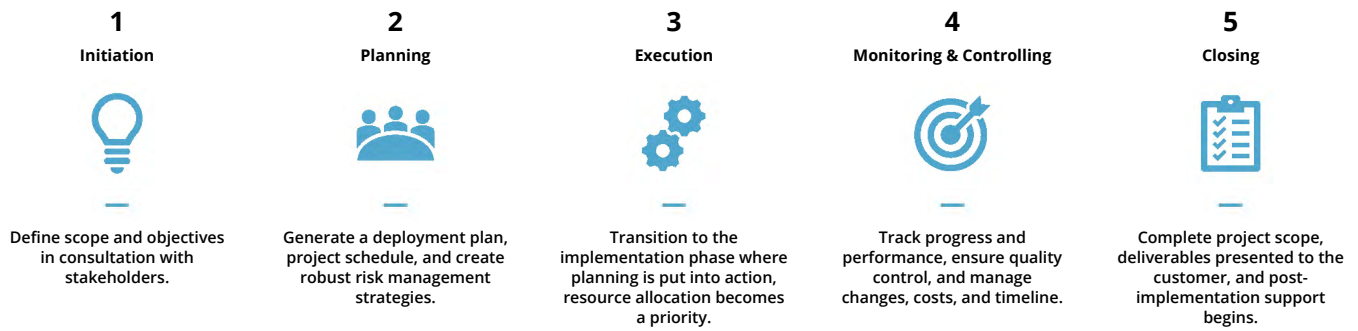 1
Initiation
Define scope and objectives
in consultation with
stakeholders.
2
Planning
Generate a deployment plan,
project schedule, and create
robust risk management
strategies.
3
Execution
Transition to the
implementation phase where
planning is put into action,
resource allocation becomes
a priority.
4
Monitoring & Controlling
Track progress and
performance, ensure quality
control, and manage
changes, costs, and timeline.
5
Closing
Complete project scope,
deliverables presented to the
customer, and post-
implementation support
begins.